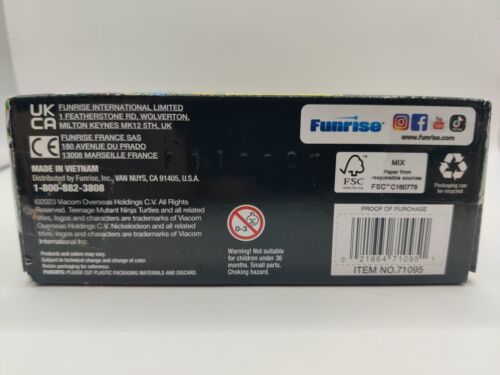 UK
CA
FUNRISE INTERNATIONAL LIMITED
1 FEATHERSTONE RD, WOLVERTON,
MILTON KEYNES MK12 5TH, UK
CE
FUNRISE FRANCE SAS
180 AVENUE DU PRADO
13008 MARSEILLE FRANCE
MADE IN VIETNAM
Distributed by Funrise, Inc., VAN NUYS, CA 91405, U.S.A.
1-800-882-3808
©2023 Viacom Overseas Holdings C.V. All Rights
Reserved. Teenage Mutant Ninja Turtles and all related
titles, logos and characters are trademarks of Viacom
Overseas Holdings C.V. Nickelodeon and all related
titles, logos and characters are trademarks of Viacom
International Inc.
Products and colors may vary.
Subject to technical change and change of color.
Retain packaging for reference.
PARENTS: PLEASE CUT PLASTIC PACKAGING MATERIALS AND DISCARD.
0-3
Warning! Not suitable
for children under 36
months. Small parts.
Choking hazard.
Funrise
www.funrise.com
FSC
MIX
Paper from
responsible sources
FSC™ C160778
Packaging can
be recycled
PROOF OF PURCHASE
0 21664 71095 1
ITEM NO.71095